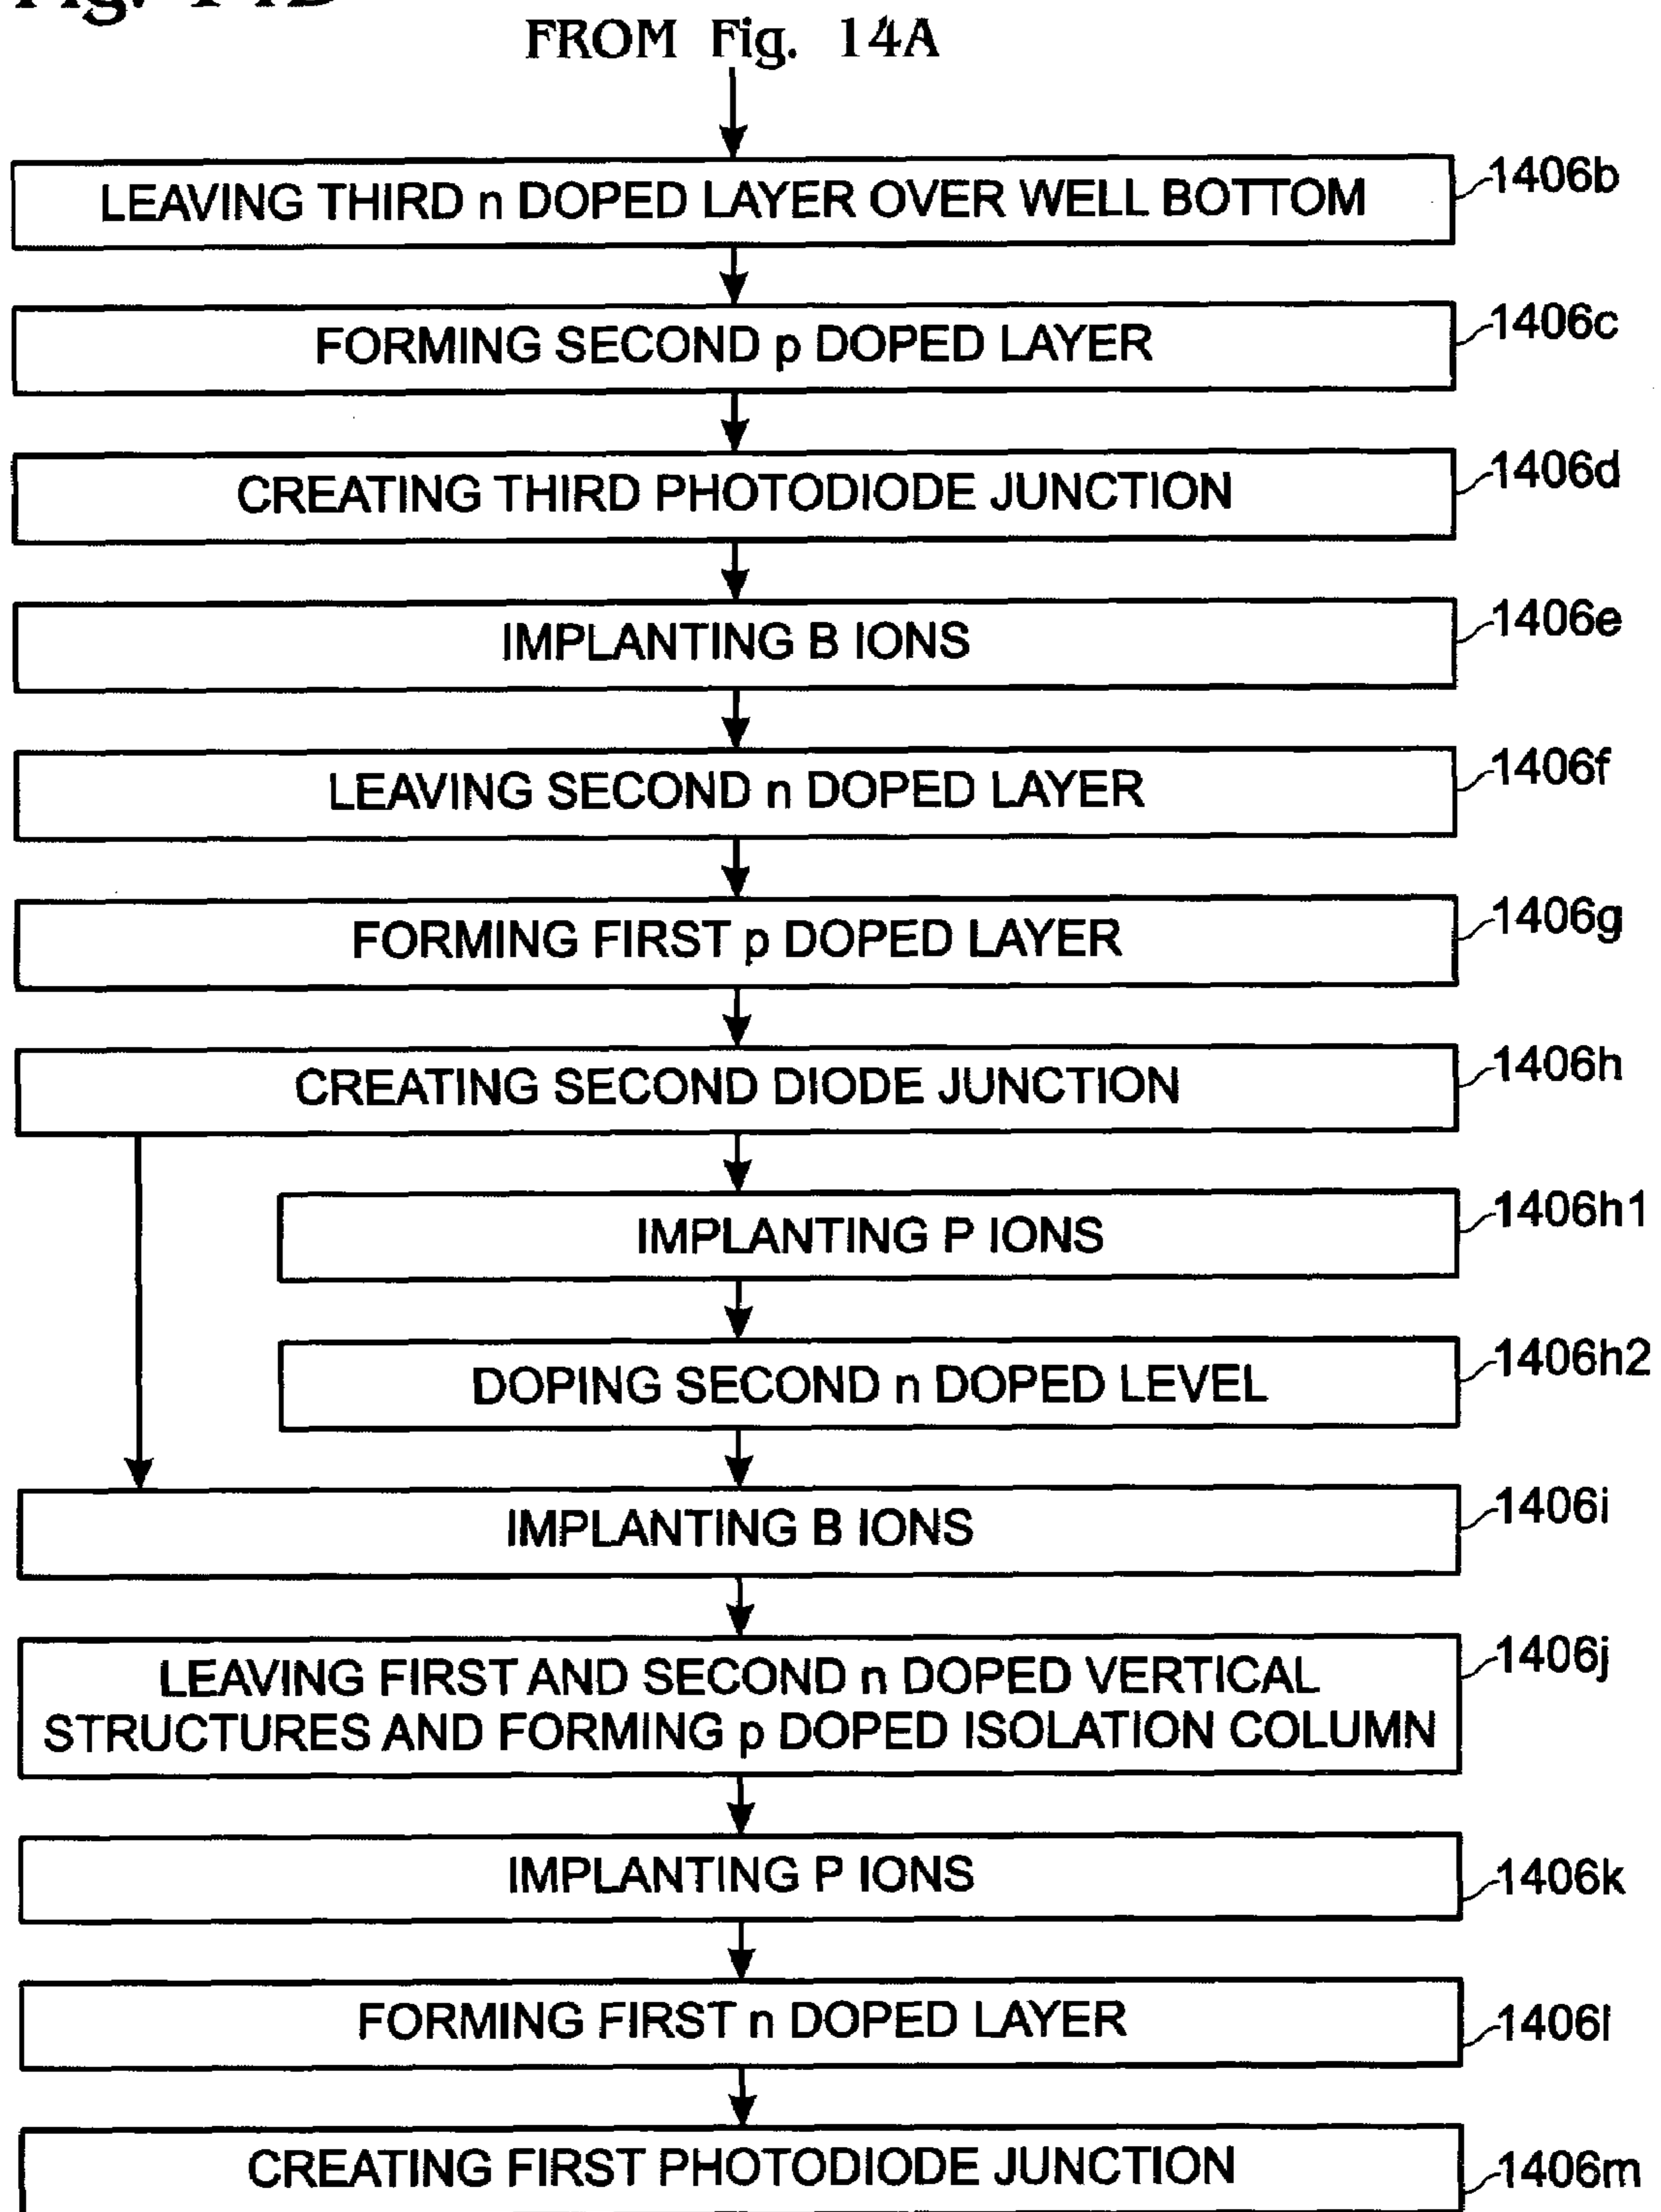 FROM Fig. 14A
LEAVING THIRD n DOPED LAYER OVER WELL BOTTOM
1406b
FORMING SECOND p DOPED LAYER
1406c
CREATING THIRD PHOTODIODE JUNCTION
1406d
IMPLANTING B IONS
1406e
LEAVING SECOND n DOPED LAYER
1406f
FORMING FIRST p DOPED LAYER
1406g
CREATING SECOND DIODE JUNCTION
1406h
IMPLANTING P IONS
1406h1
DOPING SECOND n DOPED LEVEL
1406h2
IMPLANTING B IONS
1406i
LEAVING FIRST AND SECOND n DOPED VERTICAL
STRUCTURES AND FORMING p DOPED ISOLATION COLUMN
1406j
IMPLANTING P IONS
1406k
FORMING FIRST n DOPED LAYER
1406l
CREATING FIRST PHOTODIODE JUNCTION
1406m